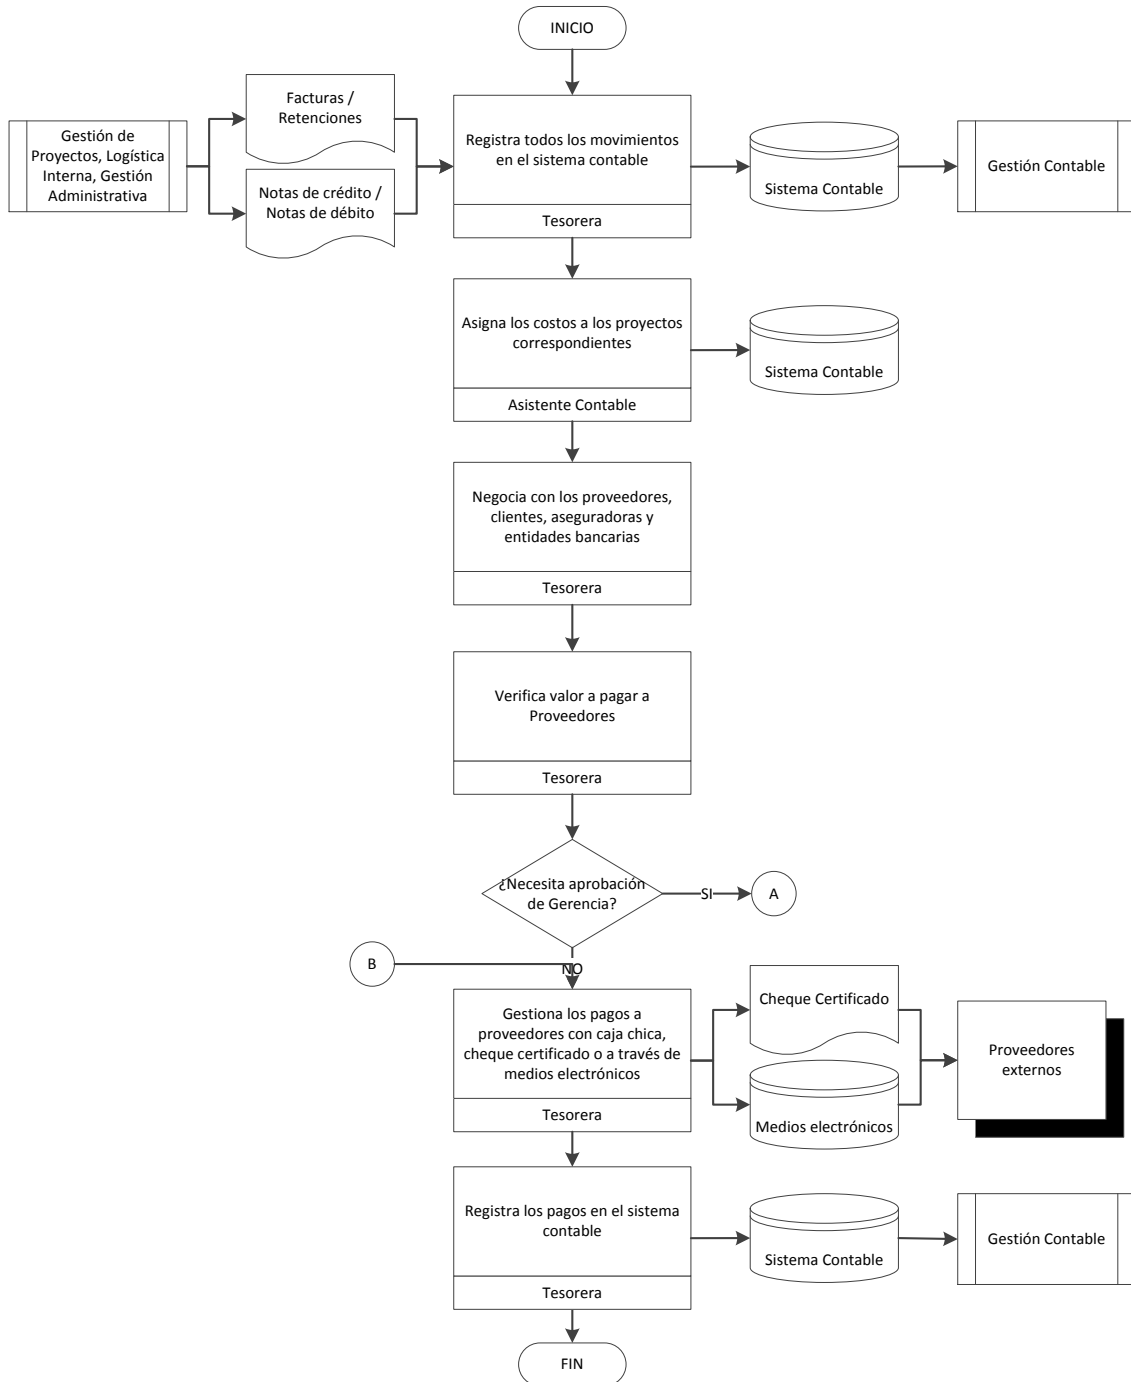 INICIO
Facturas /
Retenciones
Gestión de
Proyectos, Logística
Interna, Gestión
Administrativa
Notas de crédito /
Notas de débito
Registra todos los movimientos
en el sistema contable
Tesorera
Sistema Contable
Gestión Contable
Asigna los costos a los proyectos
correspondientes
Asistente Contable
Sistema Contable
Negocia con los proveedores,
clientes, aseguradoras y
entidades bancarias
Tesorera
Verifica valor a pagar a
Proveedores
Tesorera
¿Necesita aprobación
de Gerencia?
SI
A
B
NO
Gestiona los pagos a
proveedores con caja chica,
cheque certificado o a través de
medios electrónicos
Tesorera
Cheque Certificado
Medios electrónicos
Proveedores
externos
Registra los pagos en el sistema
contable
Tesorera
Sistema Contable
Gestión Contable
FIN